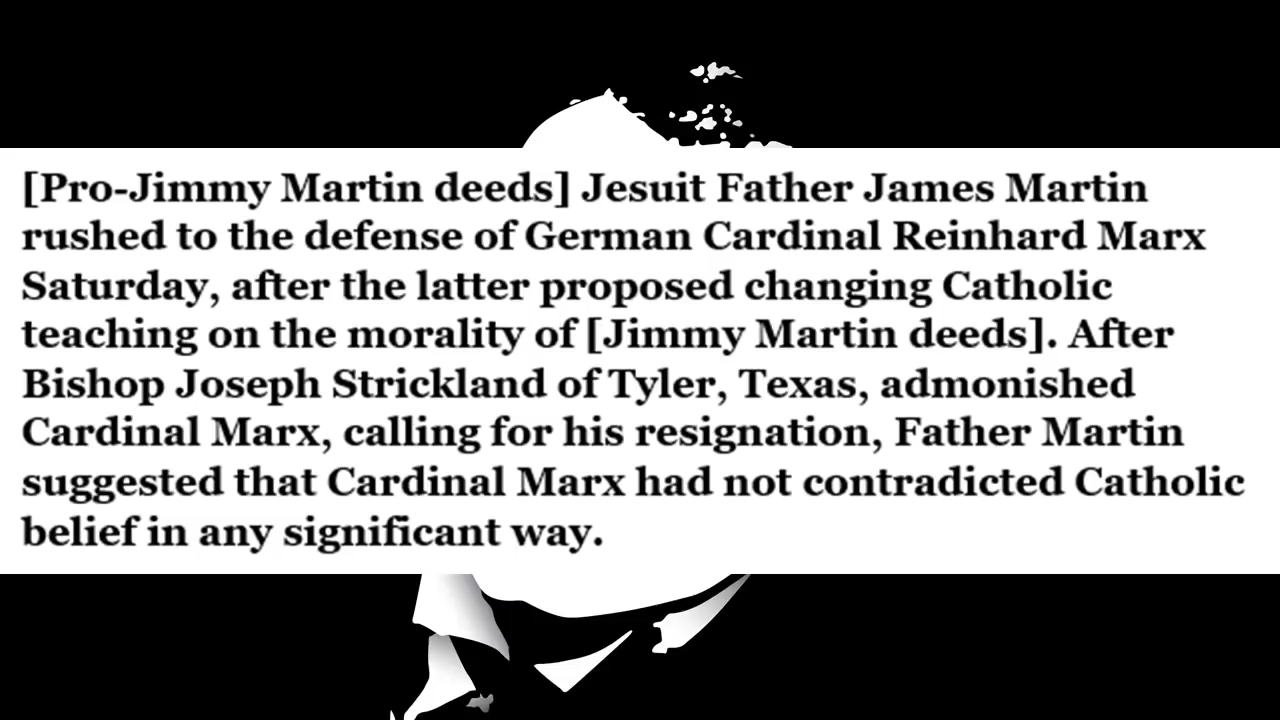 [Pro-Jimmy Martin deeds] Jesuit Father James Martin
rushed to the defense of German Cardinal Reinhard Marx
Saturday, after the latter proposed changing Catholic
teaching on the morality of [Jimmy Martin deeds]. After
Bishop Joseph Strickland of Tyler, Texas, admonished
Cardinal Marx, calling for his resignation, Father Martin
suggested that Cardinal Marx had not contradicted Catholic
belief in any significant way.